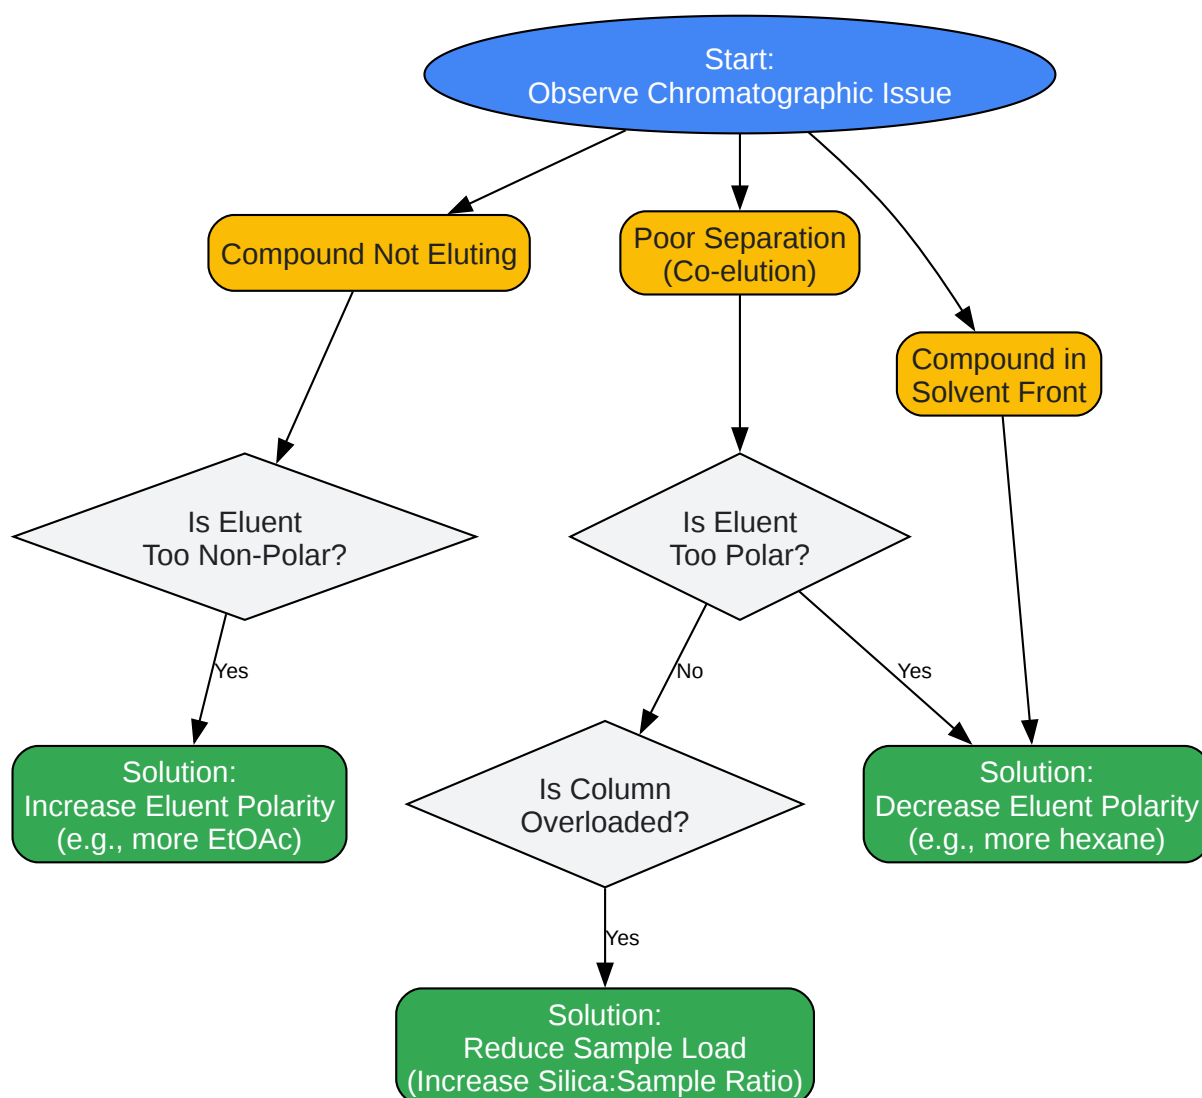 Start:
Observe Chromatographic Issue
Compound Not Eluting
Poor Separation
(Co-elution)
Compound in
Solvent Front
Is Eluent
Too Non-Polar?
Is Eluent
Too Polar?
Yes
No
Yes
Solution:
Increase Eluent Polarity
(e.g., more EtOAc)
Is Column
Overloaded?
Solution:
Decrease Eluent Polarity
(e.g., more hexane)
Yes
Solution:
Reduce Sample Load
(Increase Silica:Sample Ratio)